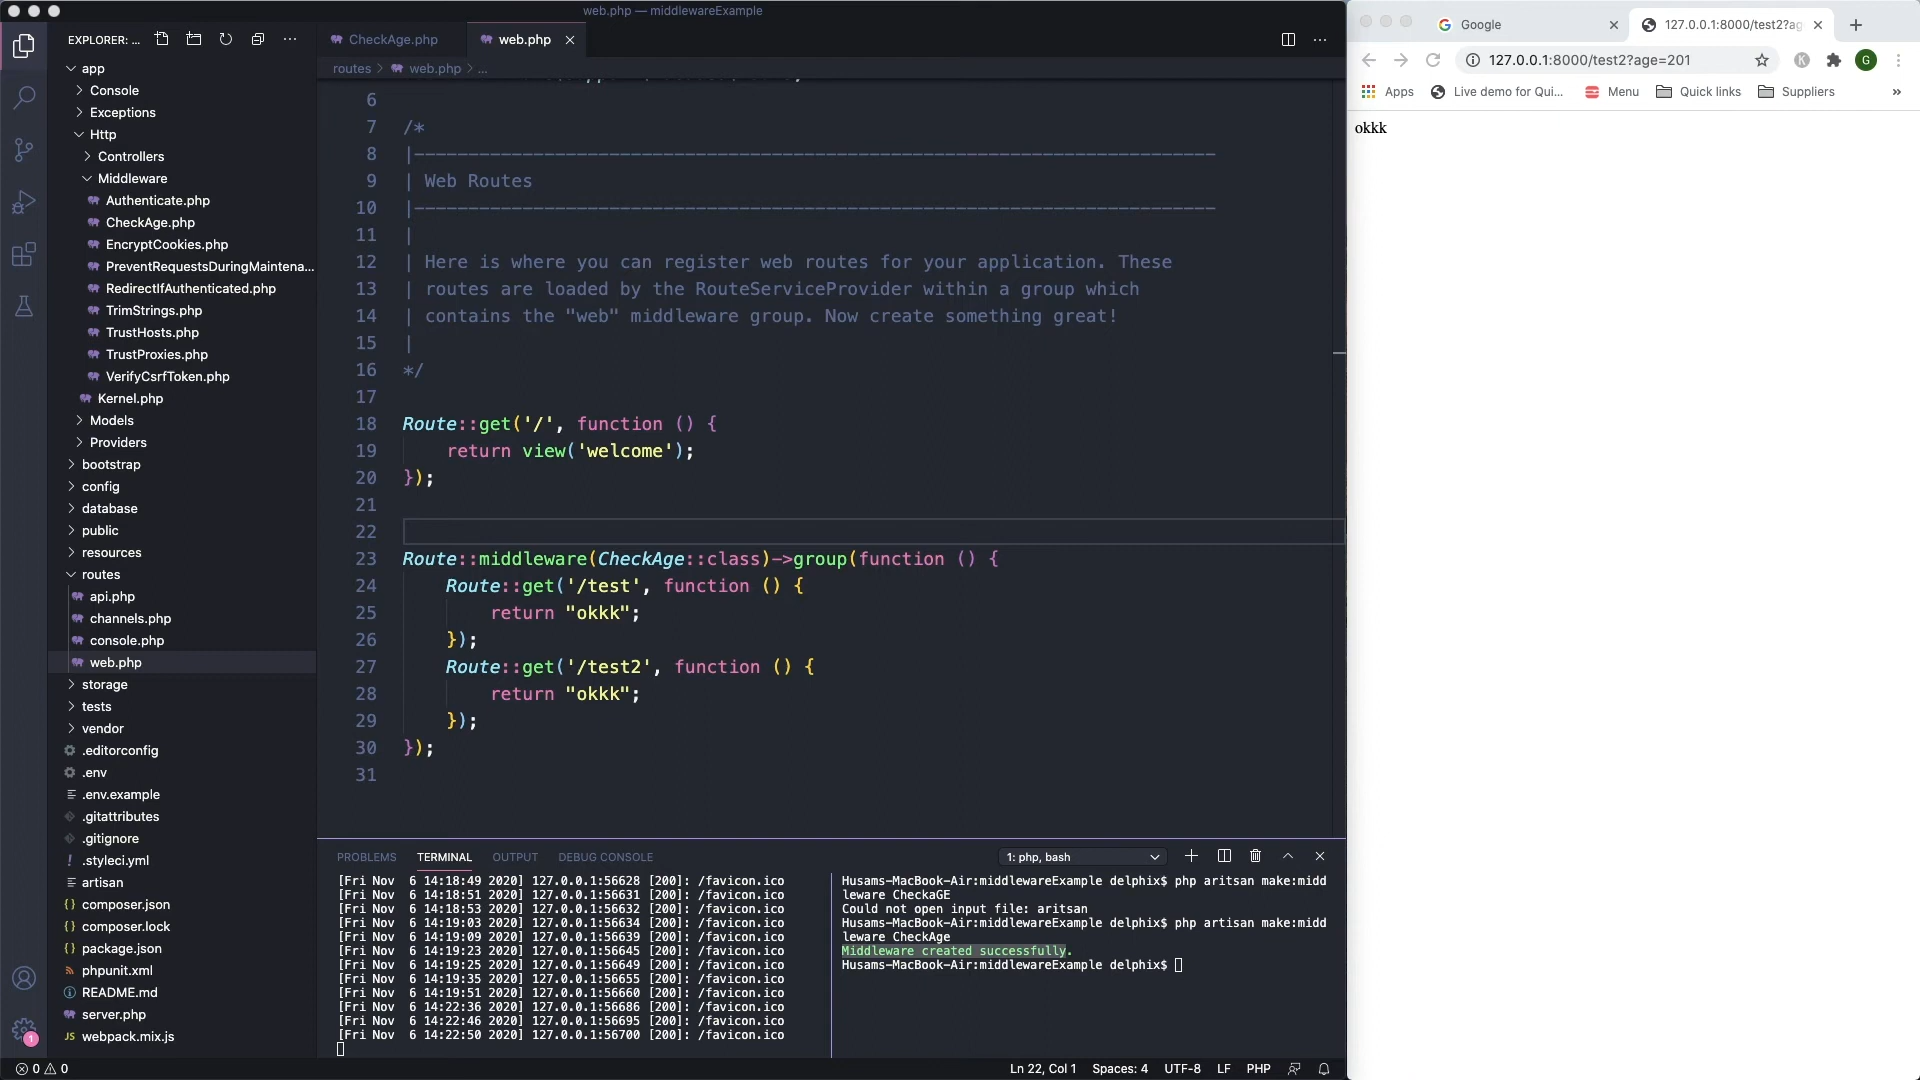 web.php — middlewareExample
EXPLORER: ...
app
Console
Exceptions
Http
Controllers
Middleware
Authenticate.php
CheckAge.php
EncryptCookies.php
PreventRequestsDuringMaintena...
RedirectIfAuthenticated.php
TrimStrings.php
TrustHosts.php
TrustProxies.php
VerifyCsrfToken.php
Kernel.php
Models
Providers
bootstrap
config
database
public
resources
routes
api.php
channels.php
console.php
web.php
storage
tests
vendor
.editorconfig
.env
.env.example
.gitattributes
.gitignore
.styleci.yml
artisan
composer.json
composer.lock
package.json
phpunit.xml
README.md
server.php
JS webpack.mix.js
1
CheckAge.php
web.php
routes > web.php > ...
6
7 /*
8 |--------------------------------------------------------------------------
9 | Web Routes
10 |--------------------------------------------------------------------------
11 |
12 | Here is where you can register web routes for your application. These
13 | routes are loaded by the RouteServiceProvider within a group which
14 | contains the "web" middleware group. Now create something great!
15 |
16 */
17
18 Route::get('/', function () {
19 return view('welcome');
20 });
21
22
23 Route::middleware(CheckAge::class)->group(function () {
24 Route::get('/test', function () {
25 return "okkk";
26 });
27 Route::get('/test2', function () {
28 return "okkk";
29 });
30 });
31
PROBLEMS TERMINAL OUTPUT DEBUG CONSOLE
1: php, bash
[Fri Nov  6 14:18:49 2020] 127.0.0.1:56628 [200]: /favicon.ico
[Fri Nov  6 14:18:51 2020] 127.0.0.1:56631 [200]: /favicon.ico
[Fri Nov  6 14:18:53 2020] 127.0.0.1:56632 [200]: /favicon.ico
[Fri Nov  6 14:19:03 2020] 127.0.0.1:56634 [200]: /favicon.ico
[Fri Nov  6 14:19:09 2020] 127.0.0.1:56639 [200]: /favicon.ico
[Fri Nov  6 14:19:23 2020] 127.0.0.1:56645 [200]: /favicon.ico
[Fri Nov  6 14:19:25 2020] 127.0.0.1:56649 [200]: /favicon.ico
[Fri Nov  6 14:19:35 2020] 127.0.0.1:56655 [200]: /favicon.ico
[Fri Nov  6 14:19:51 2020] 127.0.0.1:56660 [200]: /favicon.ico
[Fri Nov  6 14:22:36 2020] 127.0.0.1:56686 [200]: /favicon.ico
[Fri Nov  6 14:22:46 2020] 127.0.0.1:56695 [200]: /favicon.ico
[Fri Nov  6 14:22:50 2020] 127.0.0.1:56700 [200]: /favicon.ico
Husams-MacBook-Air:middlewareExample delphix$ php aritsan make:midd
leware CheckaGE
Could not open input file: aritsan
Husams-MacBook-Air:middlewareExample delphix$ php artisan make:midd
leware CheckAge
Middleware created successfully.
Husams-MacBook-Air:middlewareExample delphix$
0 0
Ln 22, Col 1 Spaces: 4 UTF-8 LF PHP
Google
127.0.0.1:8000/test2?ag
127.0.0.1:8000/test2?age=201
K
G
Apps Live demo for Qui... Menu Quick links Suppliers »
okkk